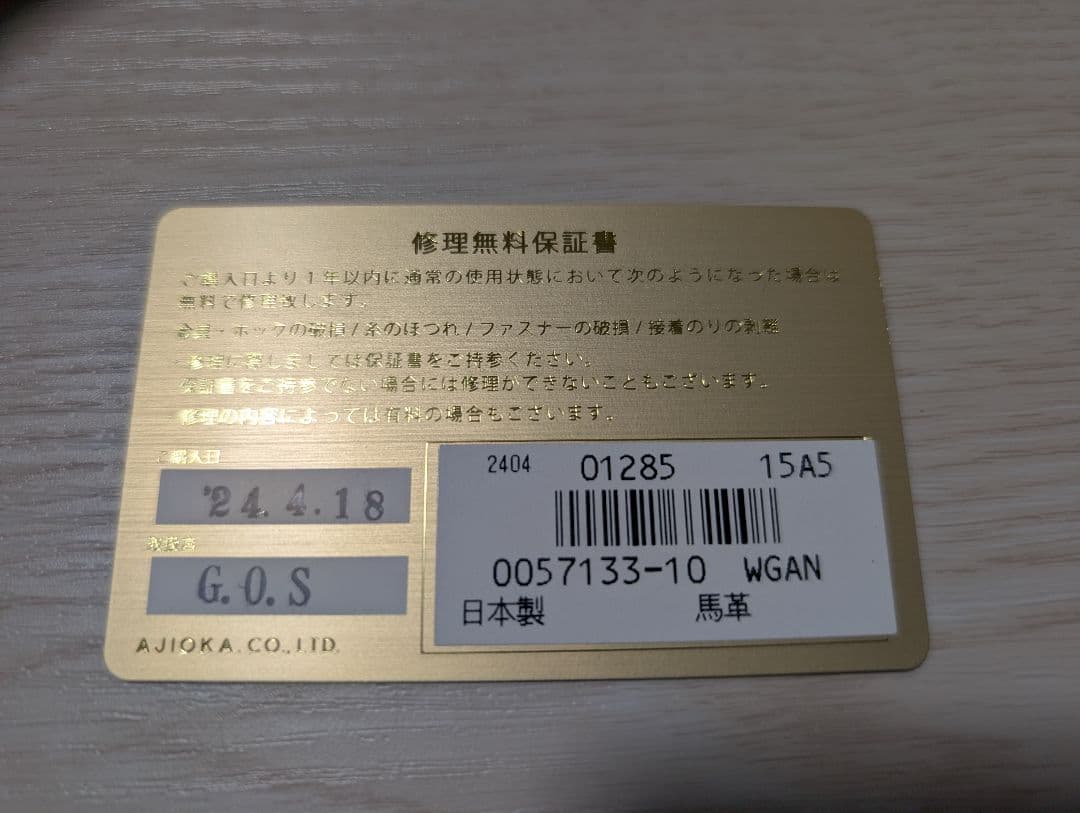 修理無料保証書
ご購入日より1年以内に通常の使用状態において次のようになった場合は
無料で修理致します。
金具・ホックの破損/糸のほつれ/ファスナーの破損/接着のりの剥離
修理に際しましては保証書をご持参ください。
保証書をご持参でない場合には修理ができないこともございます。
修理の内容によっては有料の場合もございます。
ご購入日
'24.4.18
取扱店
G.O.S
AJIOKA.CO.,LTD.
2404 01285 15A5
0057133-10 WGAN
日本製 馬革